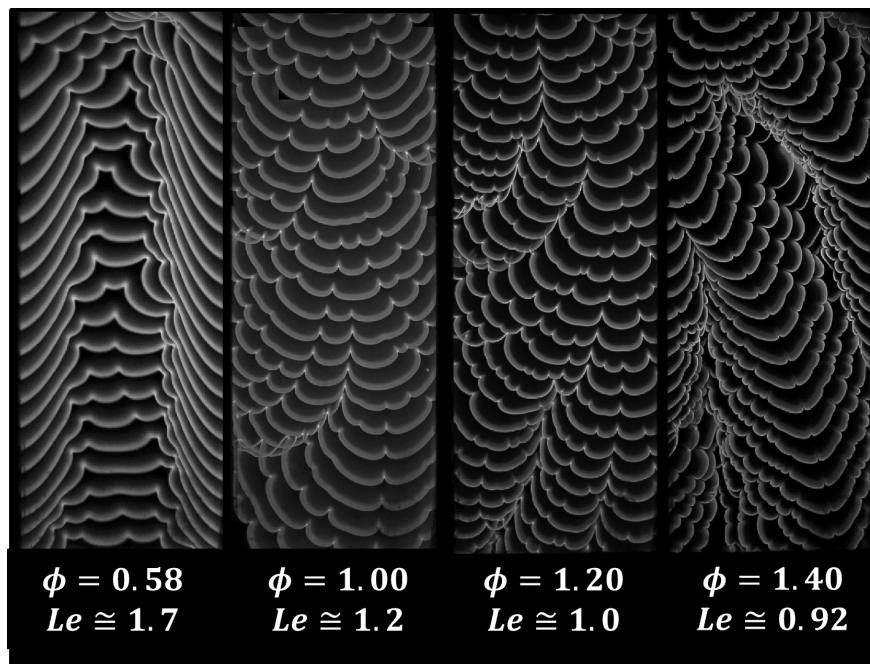 ϕ = 0.58
Le ≅ 1.7
ϕ = 1.00
Le ≅ 1.2
ϕ = 1.20
Le ≅ 1.0
ϕ = 1.40
Le ≅ 0.92